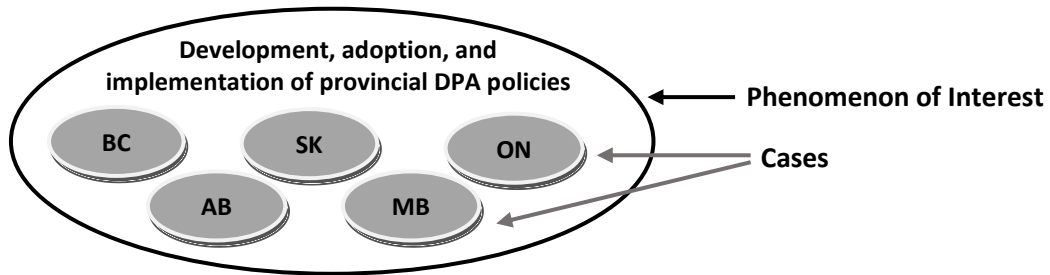 Development, adoption, and
implementation of provincial DPA policies
Phenomenon of Interest
BC
SK
ON
Cases
AB
MB